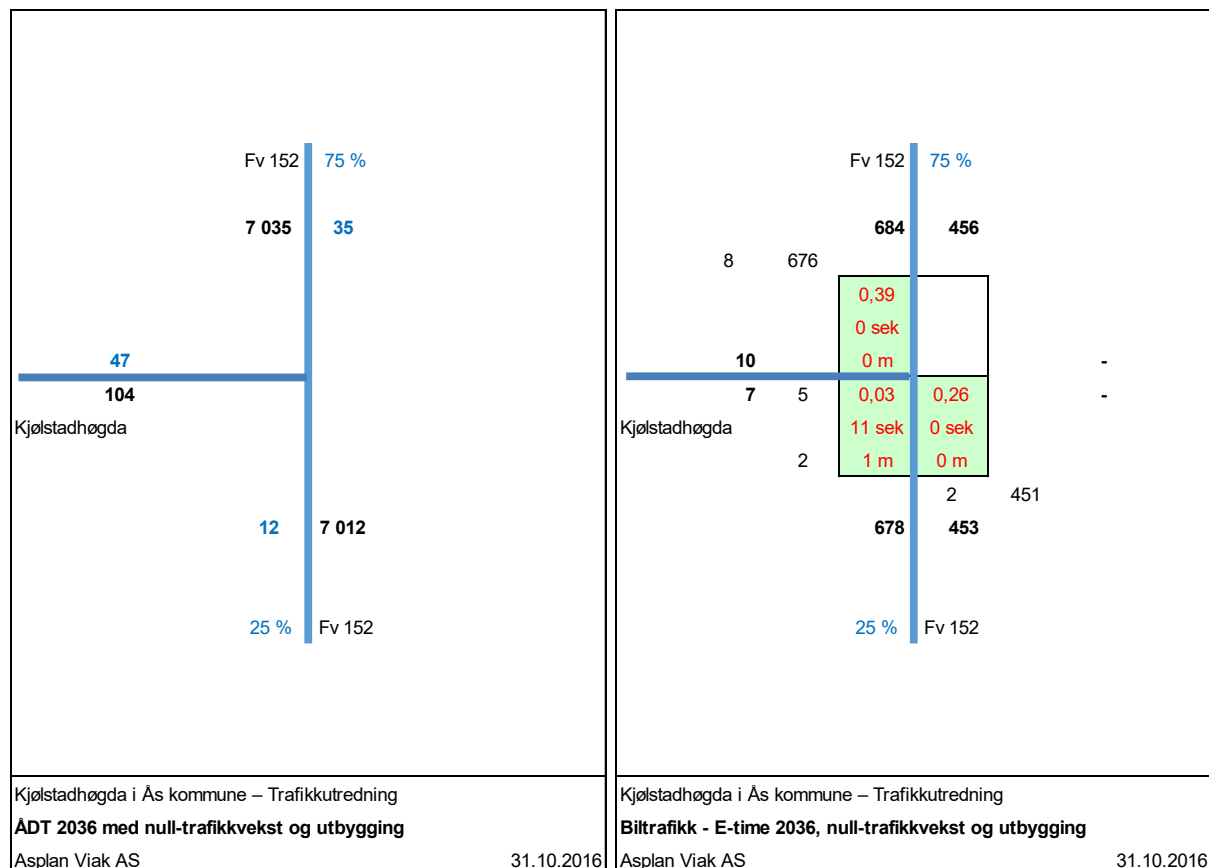 Fv 152 75 %
7 035 35
47
104
Kjølstadhøgda
12 7 012
25 % Fv 152
Kjølstadhøgda i Ås kommune – Trafikkutredning
ÅDT 2036 med null-trafikkvekst og utbygging
Asplan Viak AS 31.10.2016
Fv 152 75 %
684 456
8 676
0,39
0 sek
10 0 m -
7 5 0,03 0,26 -
Kjølstadhøgda 11 sek 0 sek
2 1 m 0 m
2 451
678 453
25 % Fv 152
Kjølstadhøgda i Ås kommune – Trafikkutredning
Biltrafikk - E-time 2036, null-trafikkvekst og utbygging
Asplan Viak AS 31.10.2016